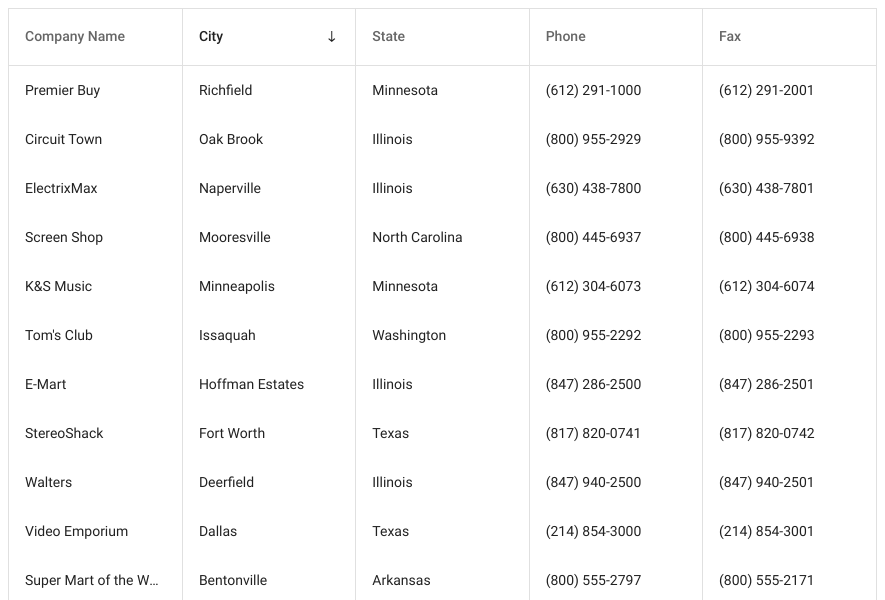 Company Name City ↓ State Phone Fax
Premier Buy Richfield Minnesota (612) 291-1000 (612) 291-2001
Circuit Town Oak Brook Illinois (800) 955-2929 (800) 955-9392
ElectrixMax Naperville Illinois (630) 438-7800 (630) 438-7801
Screen Shop Mooresville North Carolina (800) 445-6937 (800) 445-6938
K&S Music Minneapolis Minnesota (612) 304-6073 (612) 304-6074
Tom's Club Issaquah Washington (800) 955-2292 (800) 955-2293
E-Mart Hoffman Estates Illinois (847) 286-2500 (847) 286-2501
StereoShack Fort Worth Texas (817) 820-0741 (817) 820-0742
Walters Deerfield Illinois (847) 940-2500 (847) 940-2501
Video Emporium Dallas Texas (214) 854-3000 (214) 854-3001
Super Mart of the W... Bentonville Arkansas (800) 555-2797 (800) 555-2171